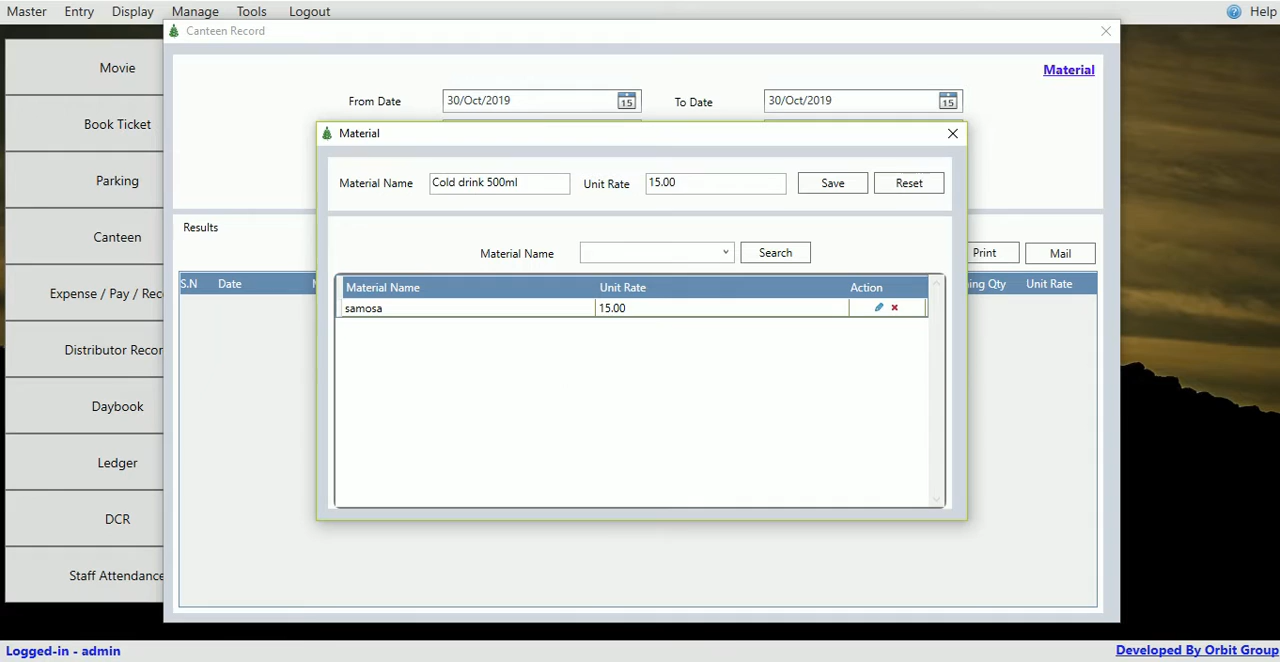 Master Entry Display Manage Tools Logout Help
Canteen Record
Movie
Book Ticket
Parking
Canteen
Expense / Pay / Rec
Distributor Recor
Daybook
Ledger
DCR
Staff Attendance
Material
From Date 30/Oct/2019 15 To Date 30/Oct/2019 15
Material
Material Name Cold drink 500ml Unit Rate 15.00 Save Reset
Results
Material Name Search
Print Mail
S.N Date ing Qty Unit Rate
Material Name Unit Rate Action
samosa 15.00
Logged-in - admin
Developed By Orbit Group